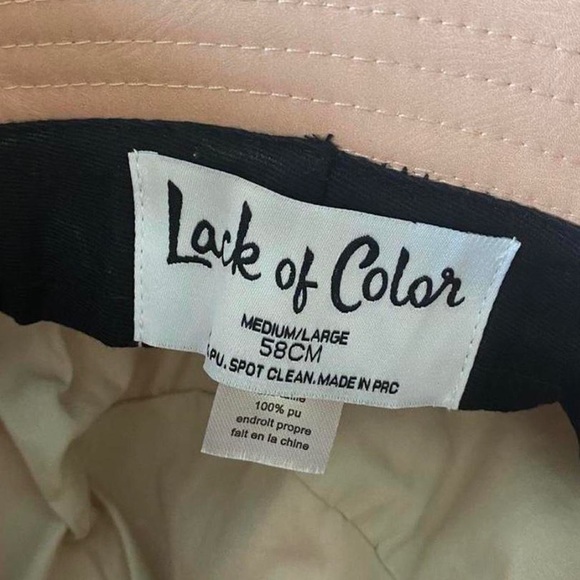 Lack of Color
MEDIUM/LARGE
58CM
PU. SPOT CLEAN. MADE IN PRC
100% pu
endroit propre
fait en la chine